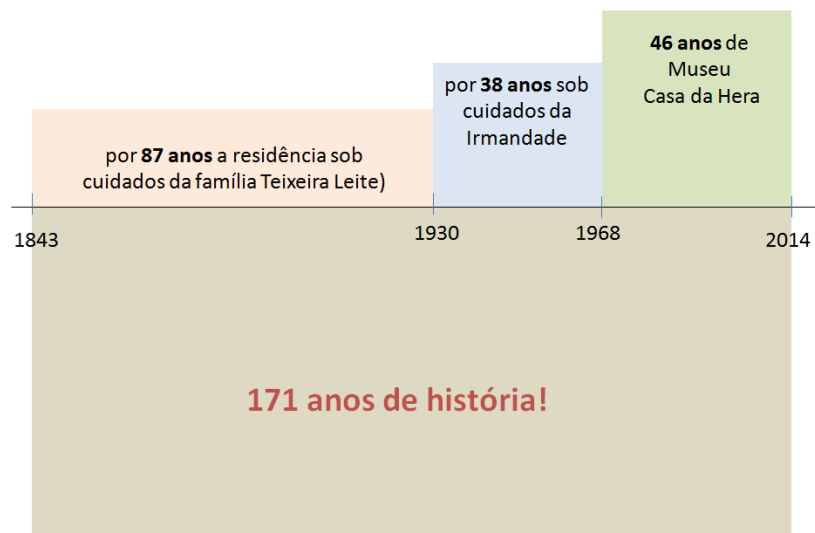 por 87 anos a residência sob
cuidados da família Teixeira Leite)
por 38 anos sob
cuidados da
Irmandade
46 anos de
Museu
Casa da Hera
1843
1930
1968
2014
171 anos de história!